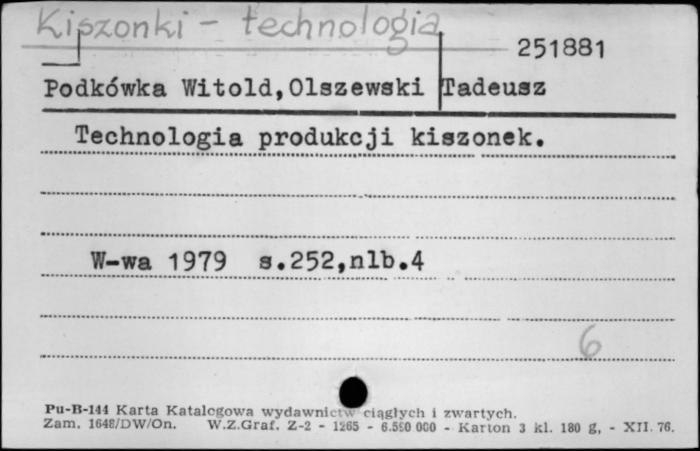 Kiszonki - technologia
251881
Podkówka Witold,Olszewski Tadeusz
Technologia produkcji kiszonek.
W-wa 1979 s.252,nlb.4
6
Pu-B-144 Karta Katalogowa wydawnictw ciągłych i zwartych.
Zam. 1648/DW/On. W.Z.Graf. Z-2 - 1265 - 6.550 000 - Karton 3 kl. 180 g, - XII. 76.